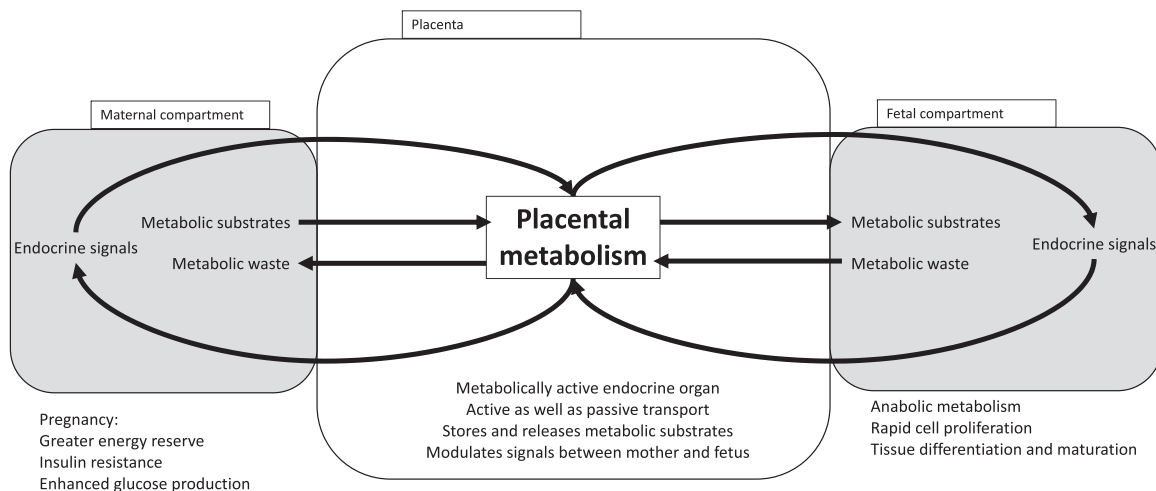 Placenta
Maternal compartment
Fetal compartment
Metabolic substrates
Endocrine signals
Metabolic waste
Placental
metabolism
Metabolic substrates
Endocrine signals
Metabolic waste
Metabolically active endocrine organ
Active as well as passive transport
Stores and releases metabolic substrates
Modulates signals between mother and fetus
Pregnancy:
Greater energy reserve
Insulin resistance
Enhanced glucose production
Anabolic metabolism
Rapid cell proliferation
Tissue differentiation and maturation